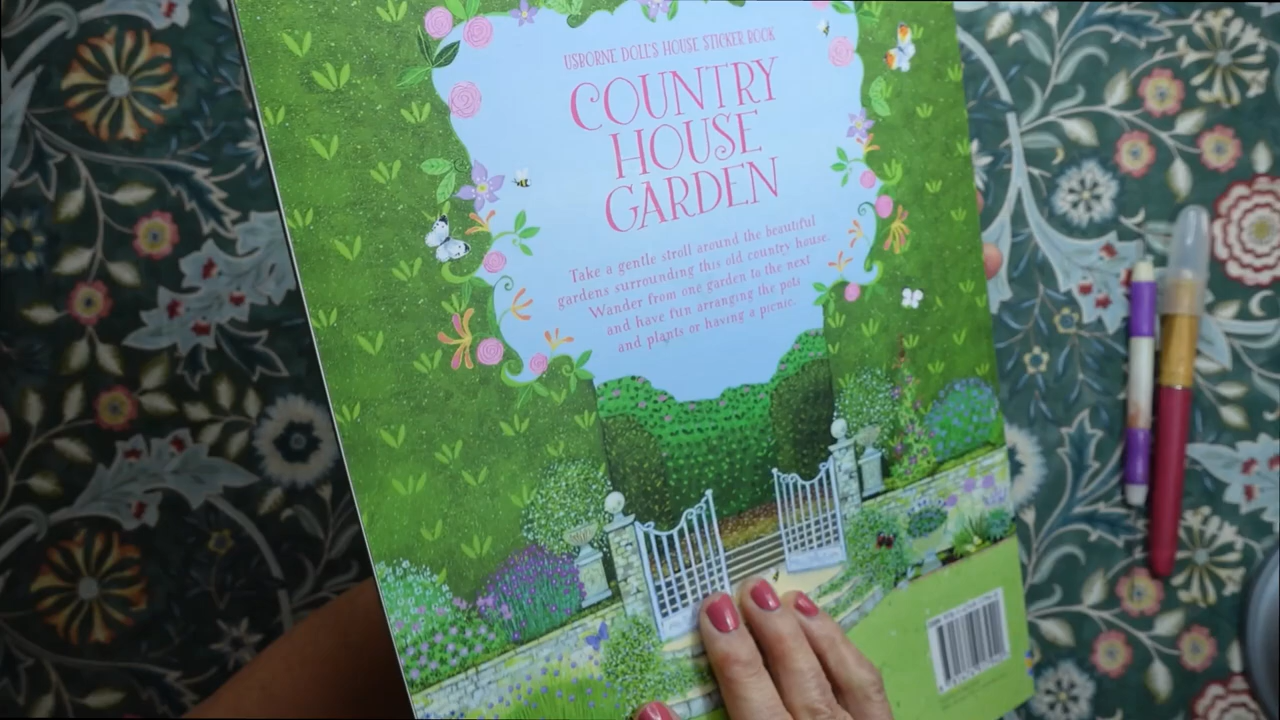 USBORNE DOLL'S HOUSE STICKER BOOK
COUNTRY
HOUSE
GARDEN
Take a gentle stroll around the beautiful
gardens surrounding this old country house.
Wander from one garden to the next
and have fun arranging the pots
and plants or having a picnic.